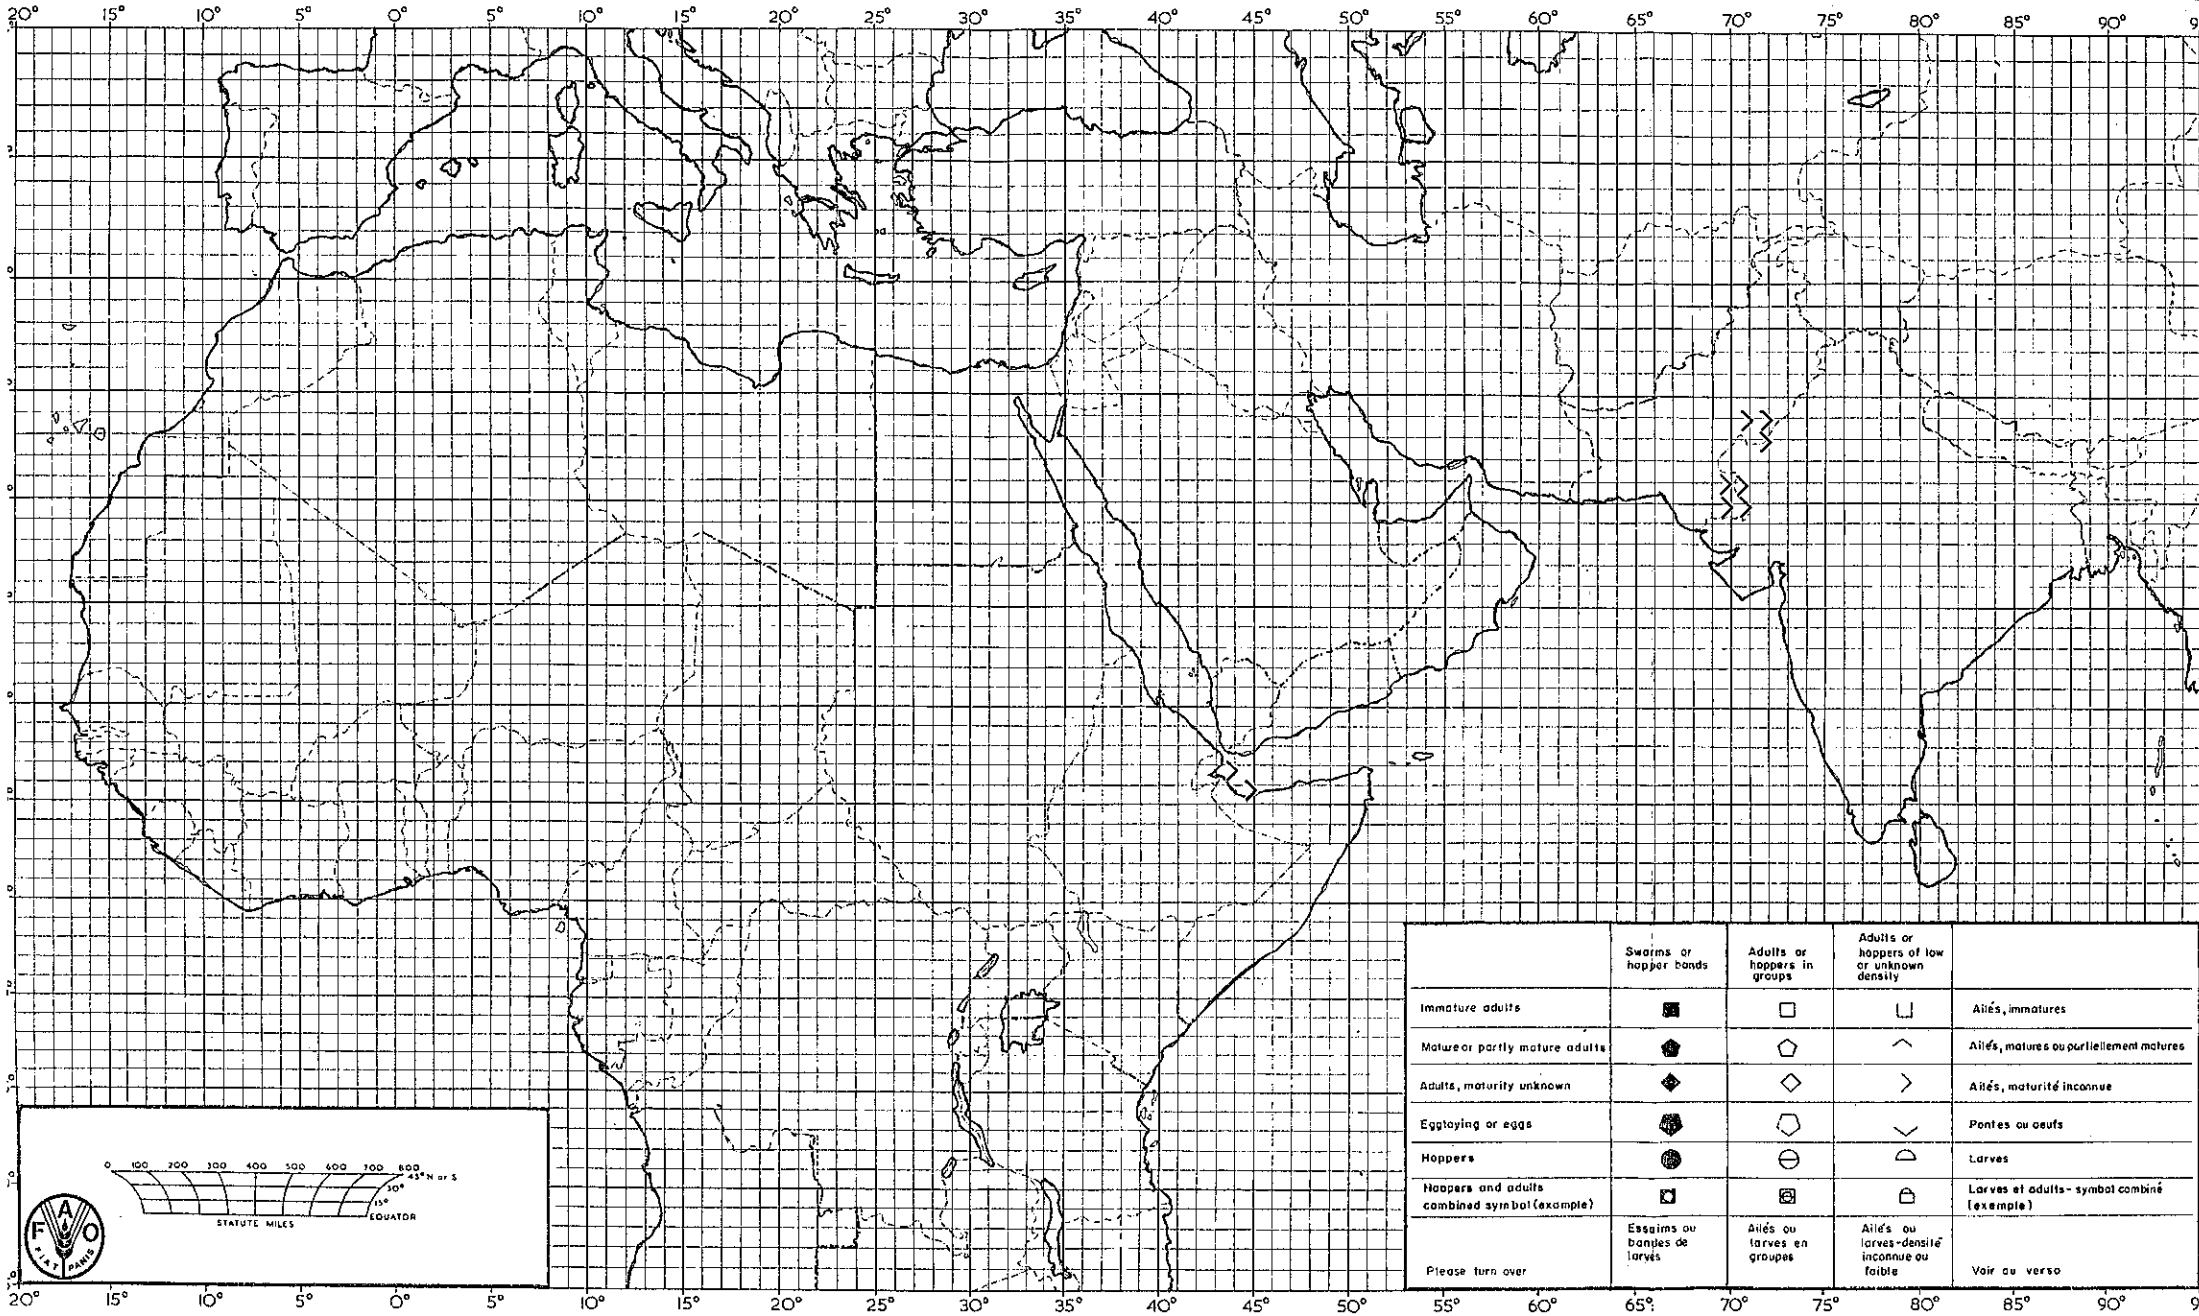 20° 15° 10° 5° 0° 5° 10° 15° 20° 25° 30° 35° 40° 45° 50° 55° 60° 65° 70° 75° 80° 85° 90°
Swarms or hopper bands
Adults or hoppers in groups
Adults or hoppers of low or unknown density
Immature adults
Ailés, immatures
Mature or partly mature adults
Ailés, matures ou partiellement matures
Adults, maturity unknown
Ailés, maturité inconnue
Egglaying or eggs
Pontes ou oeufs
Hoppers
Larves
Hoppers and adults
combined symbol (example)
Larves et adults - symbol combiné
(example)
Essaims ou bandes de larves
Ailés ou larves en groupes
Ailés ou larves-densité inconnue ou faible
Please turn over
Voir au verso
0 100 200 300 400 500 600 700 800
45° N or S
30°
15°
EQUATOR
STATUTE MILES
F A O
FIAT PANIS
20° 15° 10° 5° 0° 5° 10° 15° 20° 25° 30° 35° 40° 45° 50° 55° 60° 65° 70° 75° 80° 85° 90°